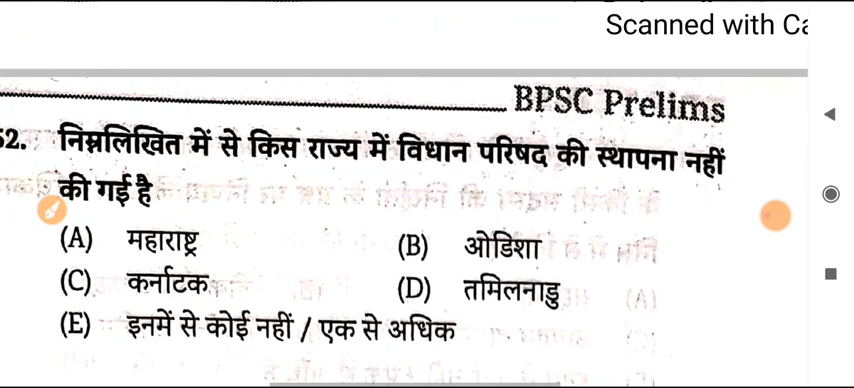 Scanned with Ca
BPSC Prelims
52. निम्नलिखित में से किस राज्य में विधान परिषद की स्थापना नहीं
की गई है
(A) महाराष्ट्र (B) ओडिशा
(C) कर्नाटक (D) तमिलनाडु
(E) इनमें से कोई नहीं / एक से अधिक